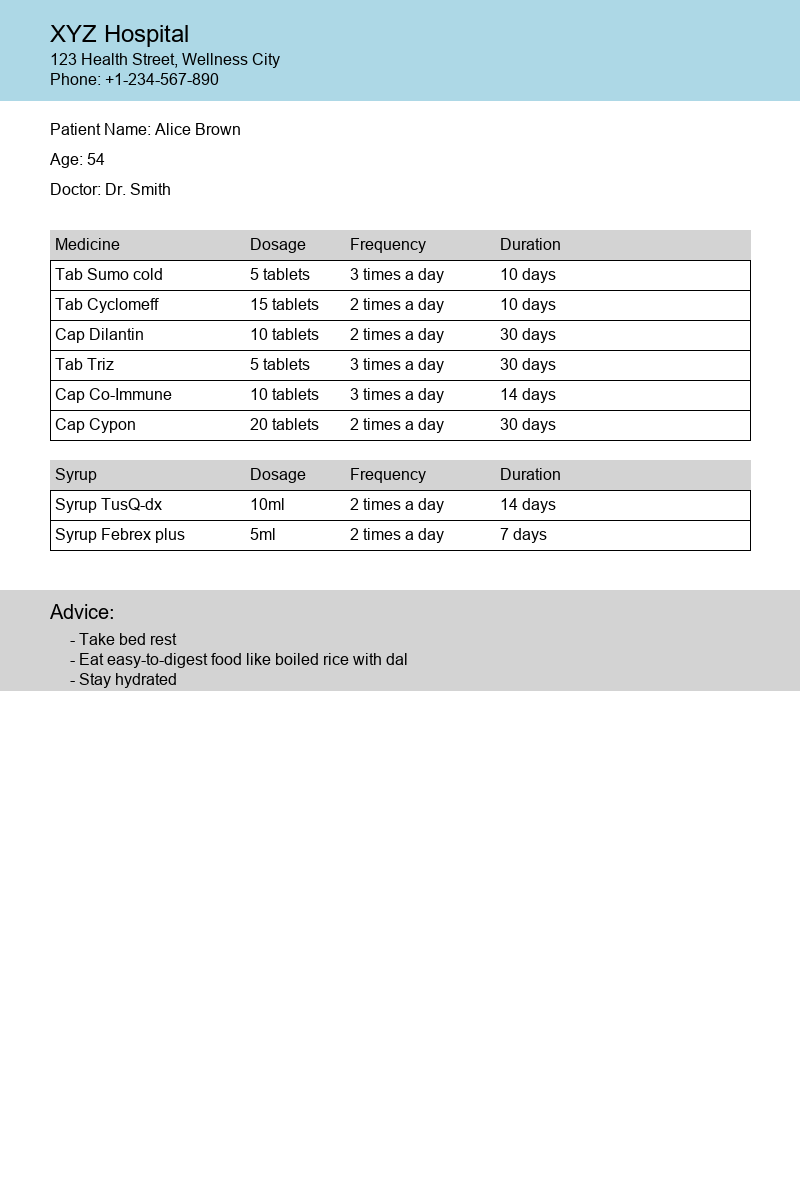 XYZ Hospital
123 Health Street, Wellness City
Phone: +1-234-567-890
Patient Name: Alice Brown
Age: 54
Doctor: Dr. Smith
Medicine Dosage Frequency Duration
Tab Sumo cold 5 tablets 3 times a day 10 days
Tab Cyclomeff 15 tablets 2 times a day 10 days
Cap Dilantin 10 tablets 2 times a day 30 days
Tab Triz 5 tablets 3 times a day 30 days
Cap Co-Immune 10 tablets 3 times a day 14 days
Cap Cypon 20 tablets 2 times a day 30 days
Syrup Dosage Frequency Duration
Syrup TusQ-dx 10ml 2 times a day 14 days
Syrup Febrex plus 5ml 2 times a day 7 days
Advice:
- Take bed rest
- Eat easy-to-digest food like boiled rice with dal
- Stay hydrated